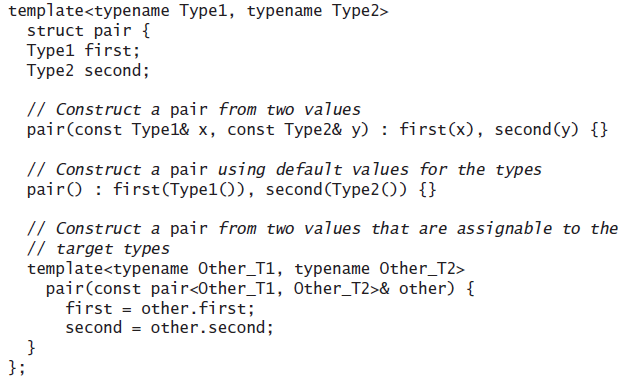 template<typename Type1, typename Type2>
  struct pair {
  Type1 first;
  Type2 second;

  // Construct a pair from two values
  pair(const Type1& x, const Type2& y) : first(x), second(y) {}

  // Construct a pair using default values for the types
  pair() : first(Type1()), second(Type2()) {}

  // Construct a pair from two values that are assignable to the
  // target types
  template<typename Other_T1, typename Other_T2>
    pair(const pair<Other_T1, Other_T2>& other) {
      first = other.first;
      second = other.second;
  }
};